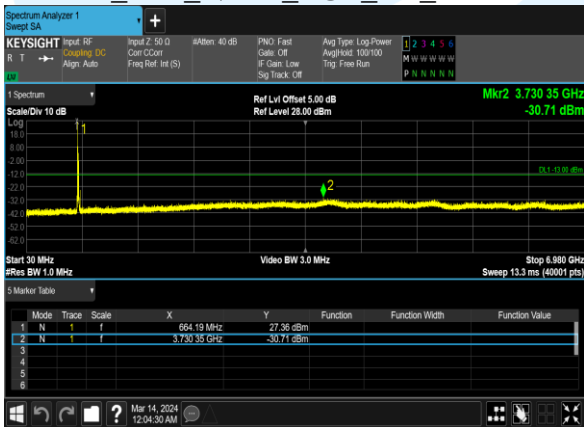 Spectrum Analyzer 1
Swept SA
+
KEYSIGHT
R T
LV
Input: RF
Coupling: DC
Align: Auto
Input Z: 50 Ω
Corr CCorr
Freq Ref: Int (S)
#Atten: 40 dB
PNO: Fast
Gate: Off
IF Gain: Low
Sig Track: Off
Avg Type: Log-Power
Avg|Hold: 100/100
Trig: Free Run
1 2 3 4 5 6
M W W W W W
P N N N N N
1 Spectrum
Scale/Div 10 dB
Ref Lvl Offset 5.00 dB
Ref Level 28.00 dBm
Mkr2 3.730 35 GHz
-30.71 dBm
Log
18.0
8.00
-2.00
-12.0
-22.0
-32.0
-42.0
-52.0
-62.0
1
2
DL1 -13.00 dBm
Start 30 MHz
#Res BW 1.0 MHz
Video BW 3.0 MHz
Stop 6.980 GHz
Sweep 13.3 ms (40001 pts)
5 Marker Table
Mode Trace Scale X Y Function Function Width Function Value
1 N 1 f 664.19 MHz 27.36 dBm
2 N 1 f 3.730 35 GHz -30.71 dBm
3
4
5
6
?
Mar 14, 2024
12:04:30 AM